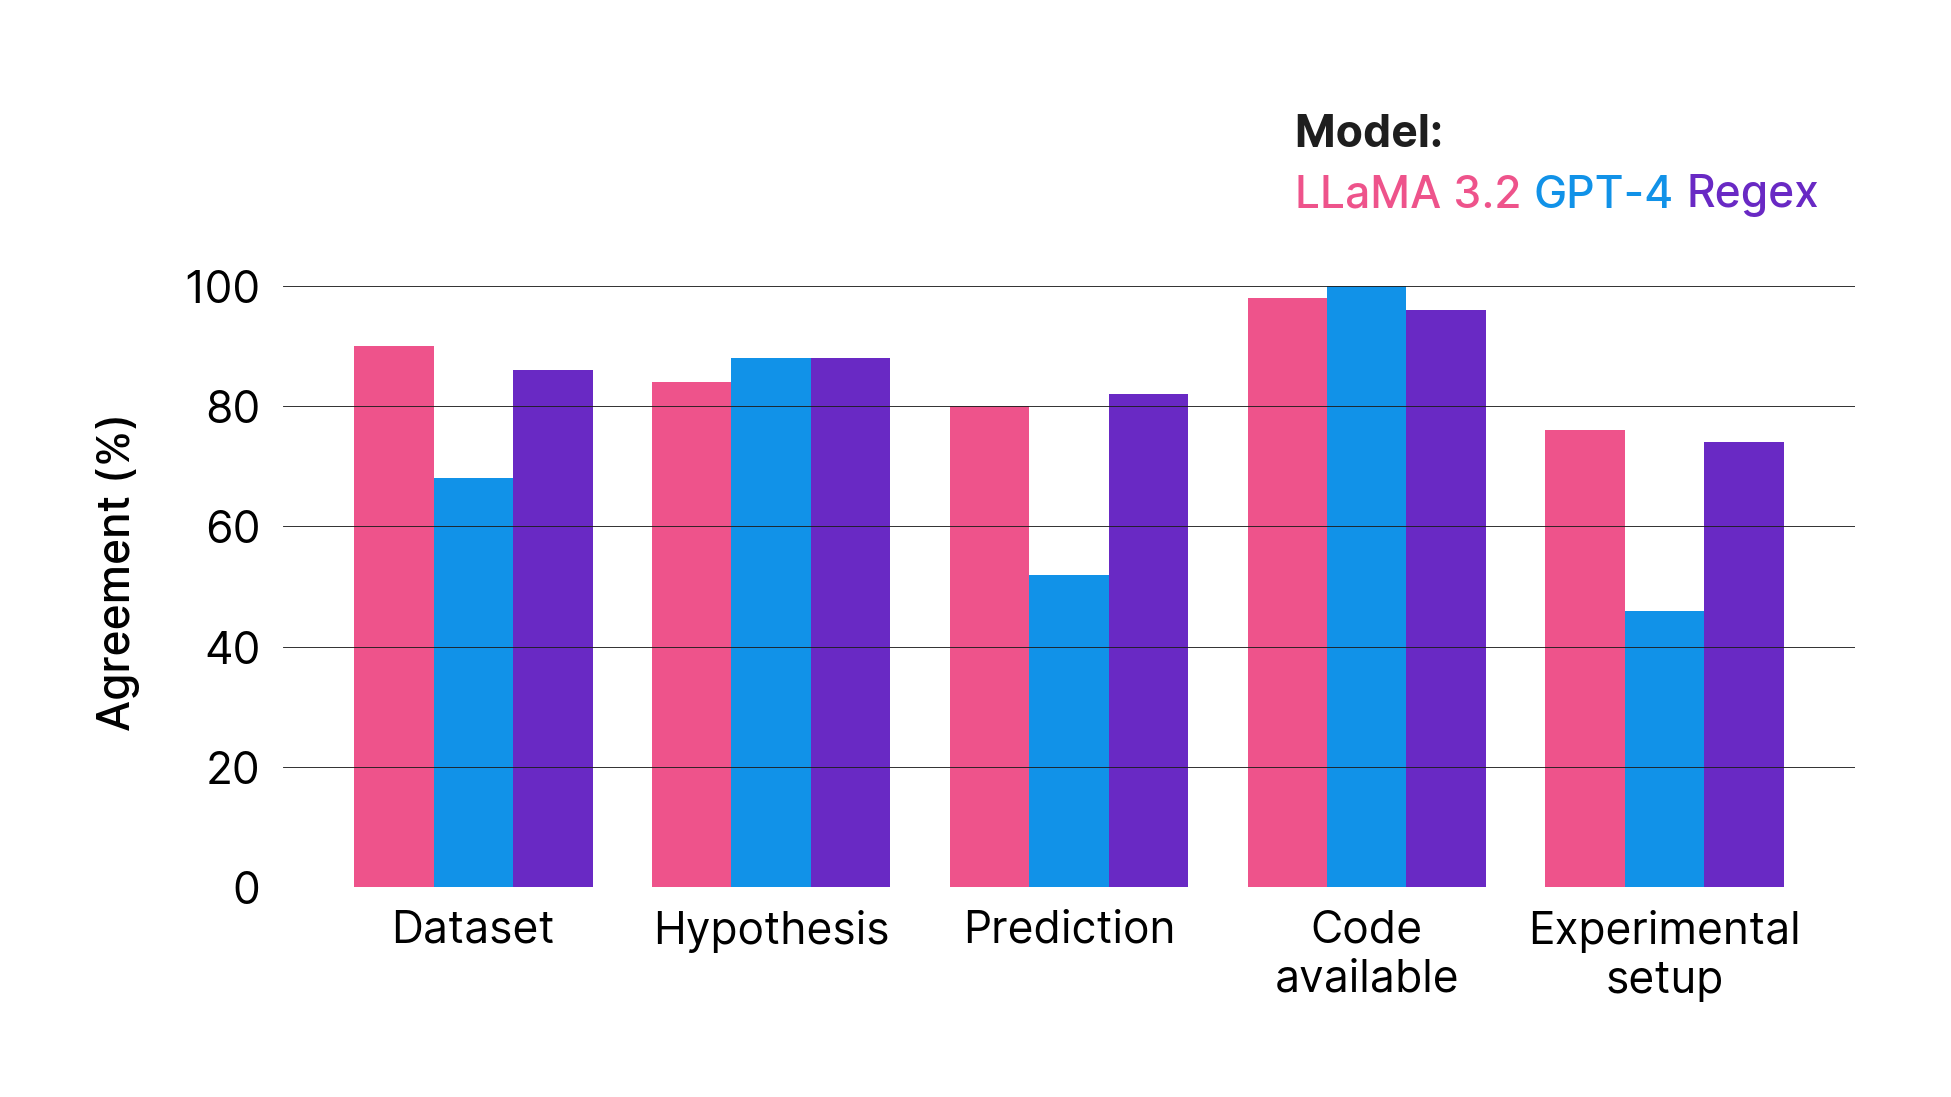 Model:
LLaMA 3.2 GPT-4 Regex
100
80
60
40
20
0
Agreement (%)
Dataset
Hypothesis
Prediction
Code
available
Experimental
setup